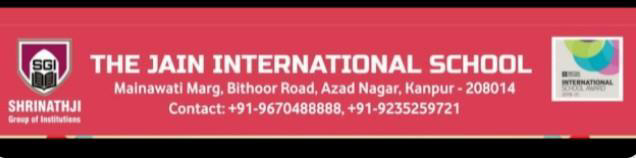 SGI
SHRINATHJI
Group of Institutions
THE JAIN INTERNATIONAL SCHOOL
Mainawati Marg, Bithoor Road, Azad Nagar, Kanpur - 208014
Contact: +91-9670488888, +91-9235259721
INTERNATIONAL
SCHOOL AWARD